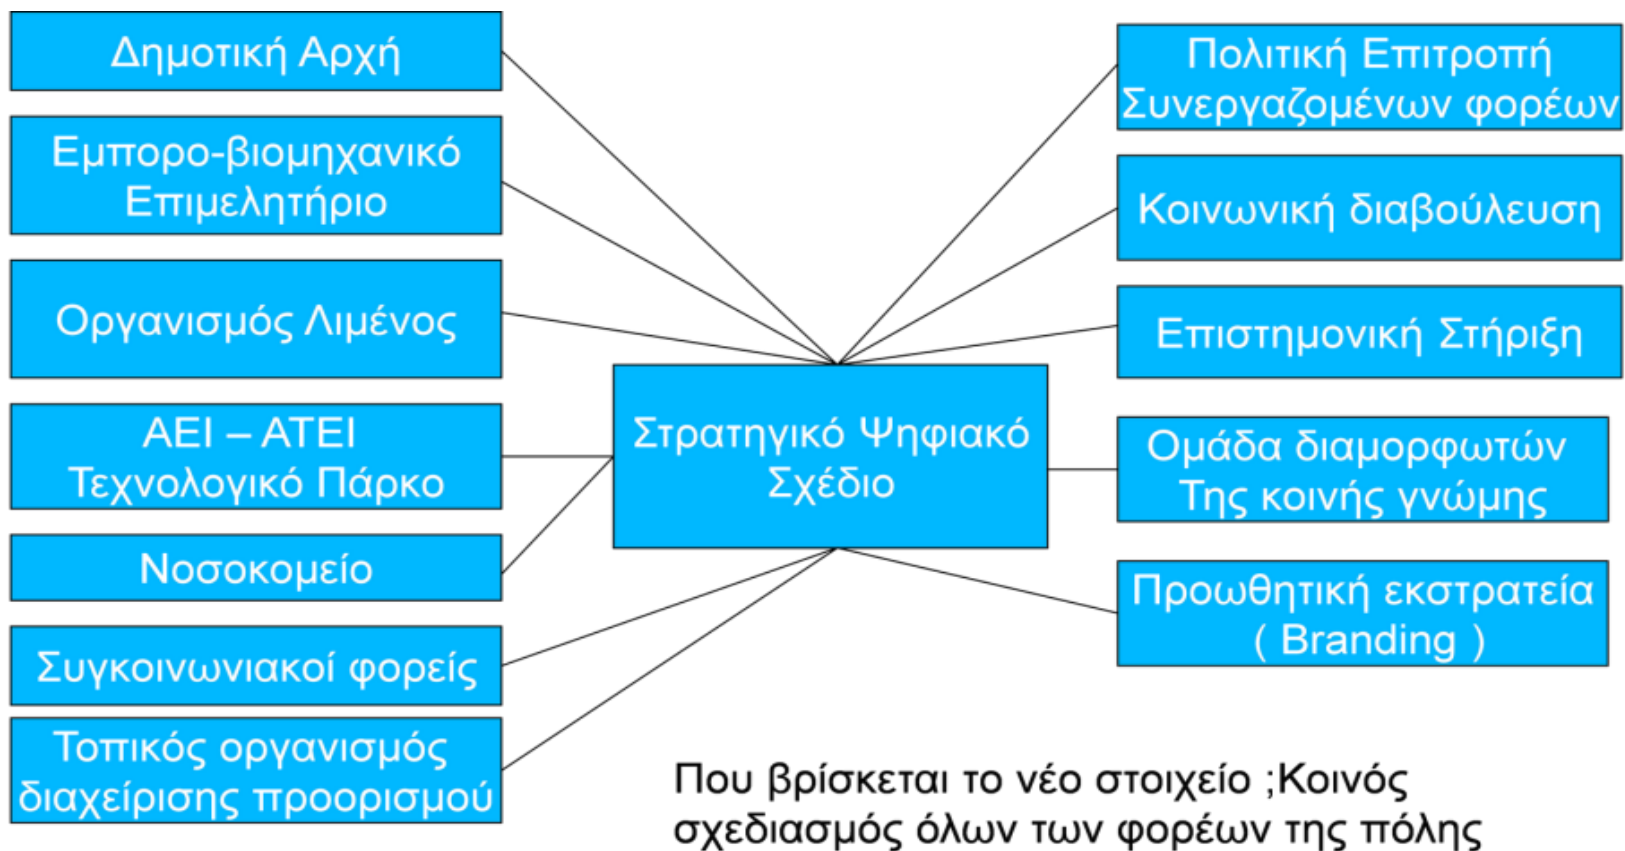 Δημοτική Αρχή
Εμπορο-βιομηχανικό
Επιμελητήριο
Οργανισμός Λιμένος
ΑΕΙ – ΑΤΕΙ
Τεχνολογικό Πάρκο
Νοσοκομείο
Συγκοινωνιακοί φορείς
Τοπικός οργανισμός
διαχείρισης προορισμού
Στρατηγικό Ψηφιακό
Σχέδιο
Πολιτική Επιτροπή
Συνεργαζομένων φορέων
Κοινωνική διαβούλευση
Επιστημονική Στήριξη
Ομάδα διαμορφωτών
Της κοινής γνώμης
Προωθητική εκστρατεία
( Branding )
Που βρίσκεται το νέο στοιχείο ;Κοινός
σχεδιασμός όλων των φορέων της πόλης